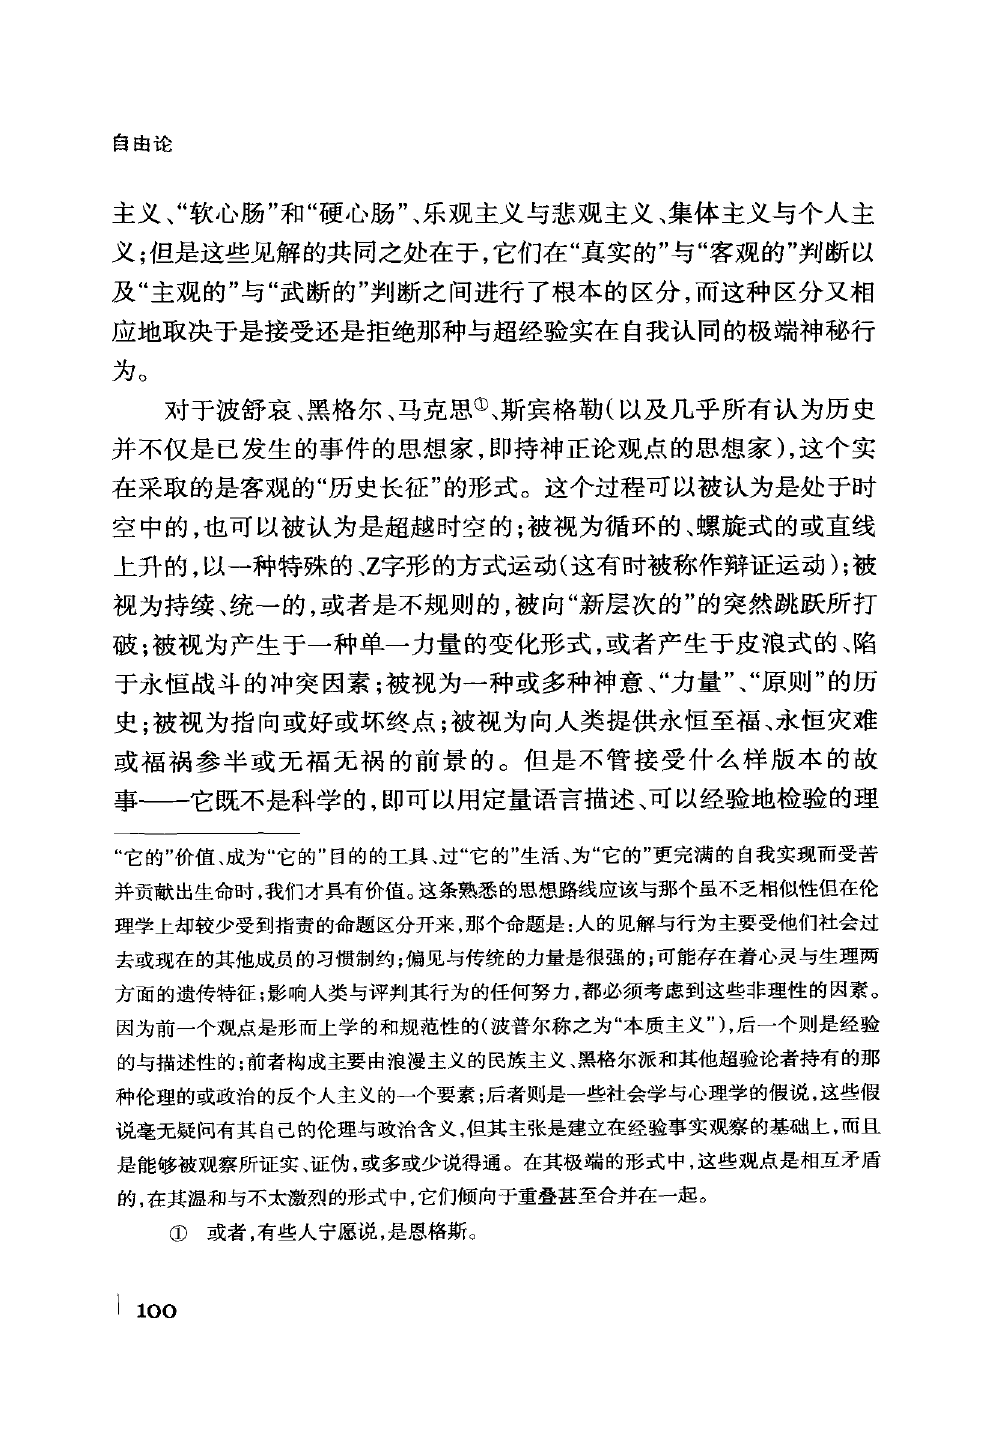 自由论
主义、“软心肠”和“硬心肠”、乐观主义与悲观主义、集体主义与个人主
义;但是这些见解的共同之处在于,它们在“真实的”与“客观的”判断以
及“主观的”与“武断的”判断之间进行了根本的区分,而这种区分又相
应地取决于是接受还是拒绝那种与超经验实在自我认同的极端神秘行
为。
对于波舒哀、黑格尔、马克思①、斯宾格勒(以及几乎所有认为历史
并不仅是已发生的事件的思想家,即持神正论观点的思想家),这个实
在采取的是客观的“历史长征”的形式。这个过程可以被认为是处于时
空中的,也可以被认为是超越时空的;被视为循环的、螺旋式的或直线
上升的,以一种特殊的、Z字形的方式运动(这有时被称作辩证运动);被
视为持续、统一的,或者是不规则的,被向“新层次的”的突然跳跃所打
破;被视为产生于一种单一力量的变化形式,或者产生于皮浪式的、陷
于永恒战斗的冲突因素;被视为一种或多种神意、“力量”、“原则”的历
史;被视为指向或好或坏终点;被视为向人类提供永恒至福、永恒灾难
或福祸参半或无福无祸的前景的。但是不管接受什么样版本的故
事——它既不是科学的,即可以用定量语言描述、可以经验地检验的理
“它的”价值、成为“它的”目的的工具、过“它的”生活、为“它的”更完满的自我实现而受苦
并贡献出生命时,我们才具有价值。这条熟悉的思想路线应该与那个虽不乏相似性但在伦
理学上却较少受到指责的命题区分开来,那个命题是:人的见解与行为主要受他们社会过
去或现在的其他成员的习惯制约;偏见与传统的力量是很强的;可能存在着心灵与生理两
方面的遗传特征;影响人类与评判其行为的任何努力,都必须考虑到这些非理性的因素。
因为前一个观点是形而上学的和规范性的(波普尔称之为“本质主义”),后一个则是经验
的与描述性的;前者构成主要由浪漫主义的民族主义、黑格尔派和其他超验论者持有的那
种伦理的或政治的反个人主义的一个要素;后者则是一些社会学与心理学的假说,这些假
说毫无疑问有其自己的伦理与政治含义,但其主张是建立在经验事实观察的基础上,而且
是能够被观察所证实、证伪,或多或少说得通。在其极端的形式中,这些观点是相互矛盾
的,在其温和与不太激烈的形式中,它们倾向于重叠甚至合并在一起。
① 或者,有些人宁愿说,是恩格斯。
100